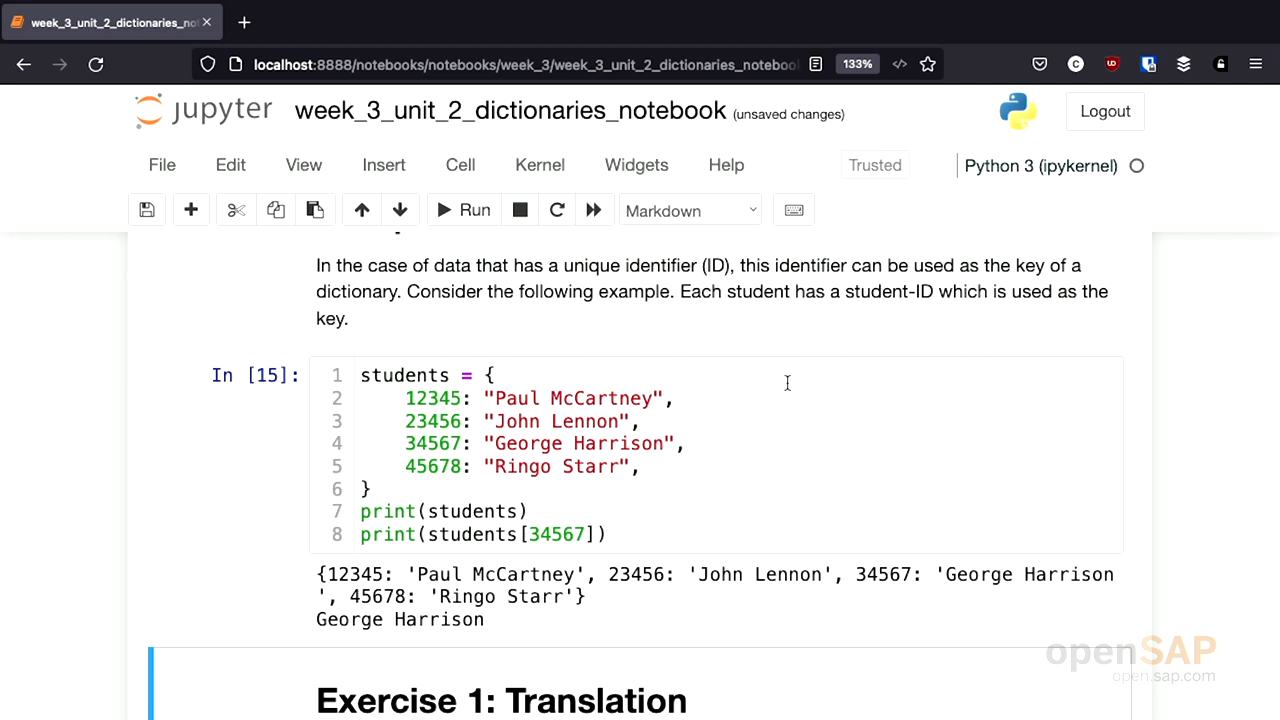 week_3_unit_2_dictionaries_not
localhost:8888/notebooks/notebooks/week_3/week_3_unit_2_dictionaries_noteboo
133%
jupyter
week_3_unit_2_dictionaries_notebook (unsaved changes)
Logout
File Edit View Insert Cell Kernel Widgets Help
Trusted
Python 3 (ipykernel)
Run
Markdown
In the case of data that has a unique identifier (ID), this identifier can be used as the key of a
dictionary. Consider the following example. Each student has a student-ID which is used as the
key.
In [15]:
1 students = {
2     12345: "Paul McCartney",
3     23456: "John Lennon",
4     34567: "George Harrison",
5     45678: "Ringo Starr",
6 }
7 print(students)
8 print(students[34567])
{12345: 'Paul McCartney', 23456: 'John Lennon', 34567: 'George Harrison
', 45678: 'Ringo Starr'}
George Harrison
openSAP
open.sap.com
Exercise 1: Translation